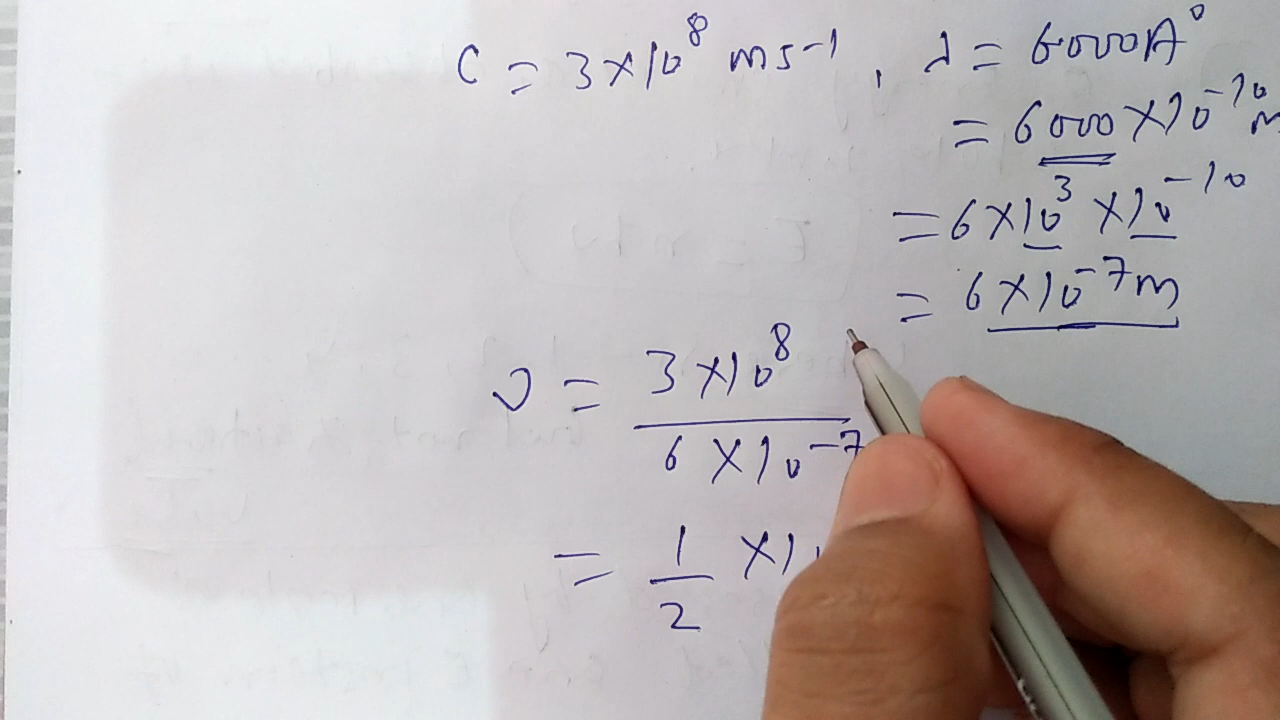 C = 3×10⁸ ms⁻¹, λ = 6000A°
= 6000×10⁻¹⁰ m
= 6×10³ ×10⁻¹⁰
= 6×10⁻⁷m
υ = 3×10⁸
6×10⁻⁷
= 1/2 ×1